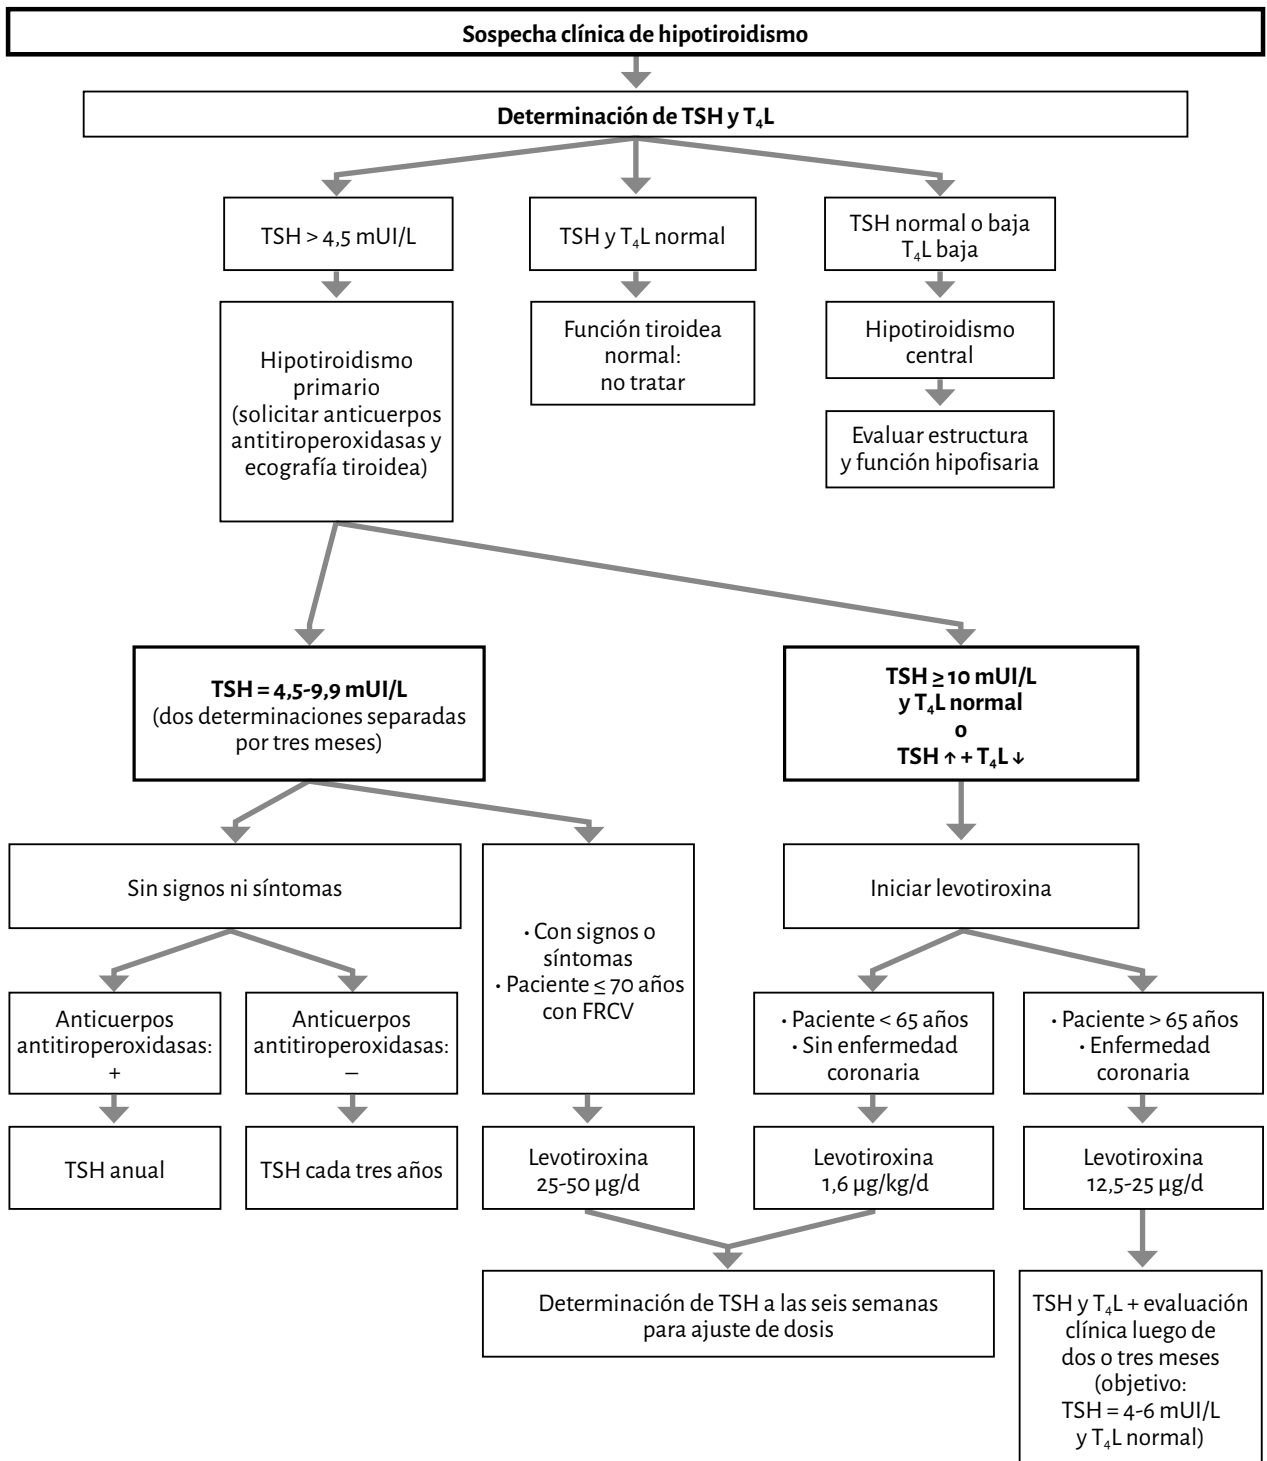 Sospecha clínica de hipotiroidismo
Determinación de TSH y T₄L
TSH > 4,5 mUI/L
TSH y T₄L normal
TSH normal o baja
T₄L baja
Hipotiroidismo
primario
(solicitar anticuerpos
antitiroperoxidasas y
ecografía tiroidea)
Función tiroidea
normal:
no tratar
Hipotiroidismo
central
Evaluar estructura
y función hipofisaria
TSH = 4,5-9,9 mUI/L
(dos determinaciones separadas
por tres meses)
TSH ≥ 10 mUI/L
y T₄L normal
o
TSH ↑ + T₄L ↓
Sin signos ni síntomas
• Con signos o
síntomas
• Paciente ≤ 70 años
con FRCV
Iniciar levotiroxina
Anticuerpos
antitiroperoxidasas:
+
Anticuerpos
antitiroperoxidasas:
–
• Paciente < 65 años
• Sin enfermedad
coronaria
• Paciente > 65 años
• Enfermedad
coronaria
TSH anual
TSH cada tres años
Levotiroxina
25-50 µg/d
Levotiroxina
1,6 µg/kg/d
Levotiroxina
12,5-25 µg/d
Determinación de TSH a las seis semanas
para ajuste de dosis
TSH y T₄L + evaluación
clínica luego de
dos o tres meses
(objetivo:
TSH = 4-6 mUI/L
y T₄L normal)